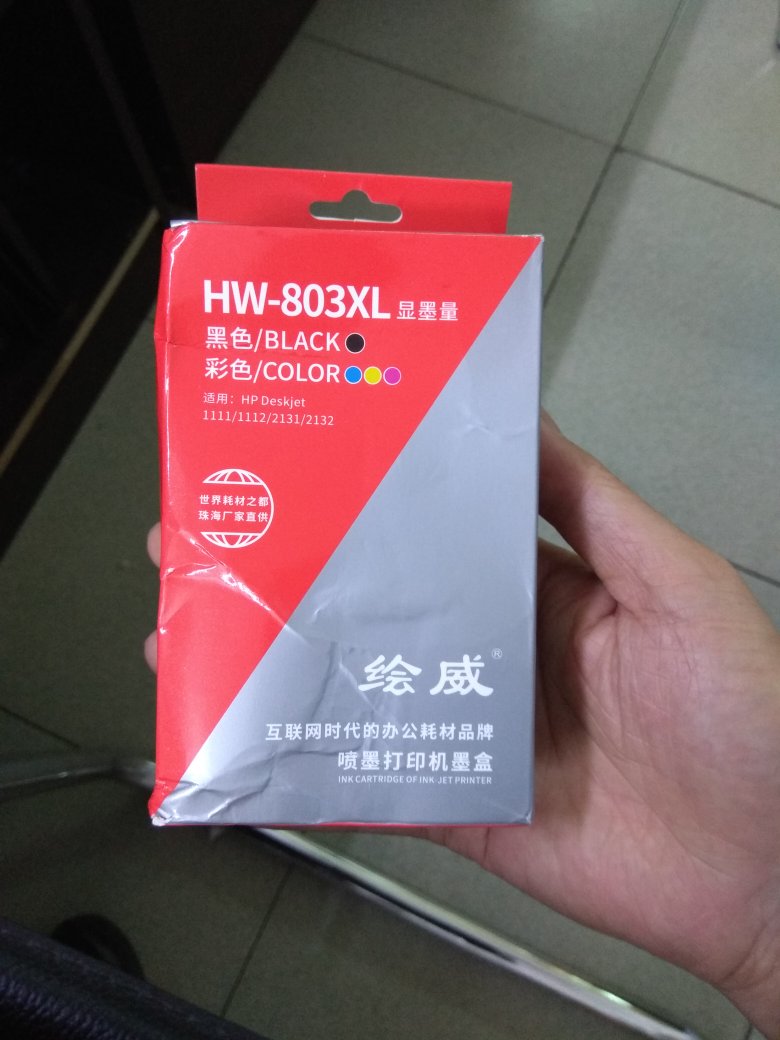 HW-803XL 显墨量
黑色/BLACK
彩色/COLOR
适用：HP Deskjet
1111/1112/2131/2132
世界耗材之都
珠海厂家直供
绘威®
互联网时代的办公耗材品牌
喷墨打印机墨盒
INK CARTRIDGE OF INK-JET PRINTER